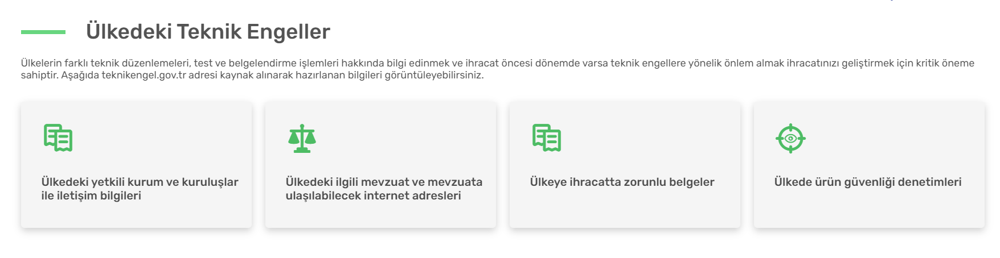 Ülkedeki Teknik Engeller
Ülkelerin farklı teknik düzenlemeleri, test ve belgelendirme işlemleri hakkında bilgi edinmek ve ihracat öncesi dönemde varsa teknik engellere yönelik önlem almak ihracatınızı geliştirmek için kritik öneme
sahiptir. Aşağıda teknikengel.gov.tr adresi kaynak alınarak hazırlanan bilgileri görüntüleyebilirsiniz.
Ülkedeki yetkili kurum ve kuruluşlar
ile iletişim bilgileri
Ülkedeki ilgili mevzuat ve mevzuata
ulaşılabilecek internet adresleri
Ülkeye ihracatta zorunlu belgeler
Ülkede ürün güvenliği denetimleri